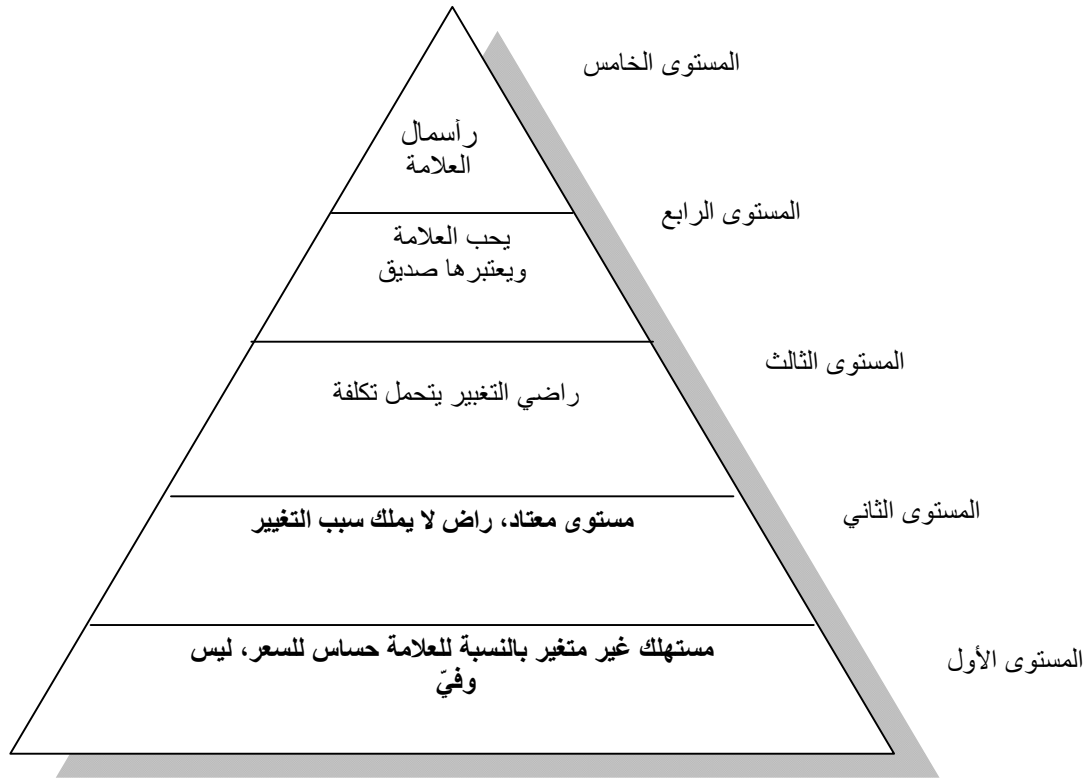 المستوى الخامس
رأسمال
العلامة
المستوى الرابع
يحب العلامة
ويعتبرها صديق
المستوى الثالث
راضي التغيير يتحمل تكلفة
المستوى الثاني
مستوى معتاد، راض لا يملك سبب التغيير
المستوى الأول
مستهلك غير متغير بالنسبة للعلامة حساس للسعر، ليس
وفيّ